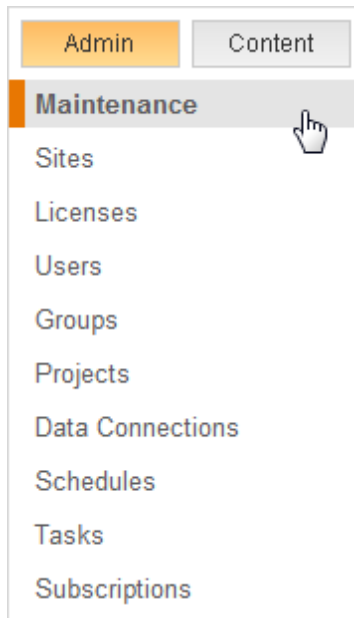 Admin Content
Maintenance
Sites
Licenses
Users
Groups
Projects
Data Connections
Schedules
Tasks
Subscriptions